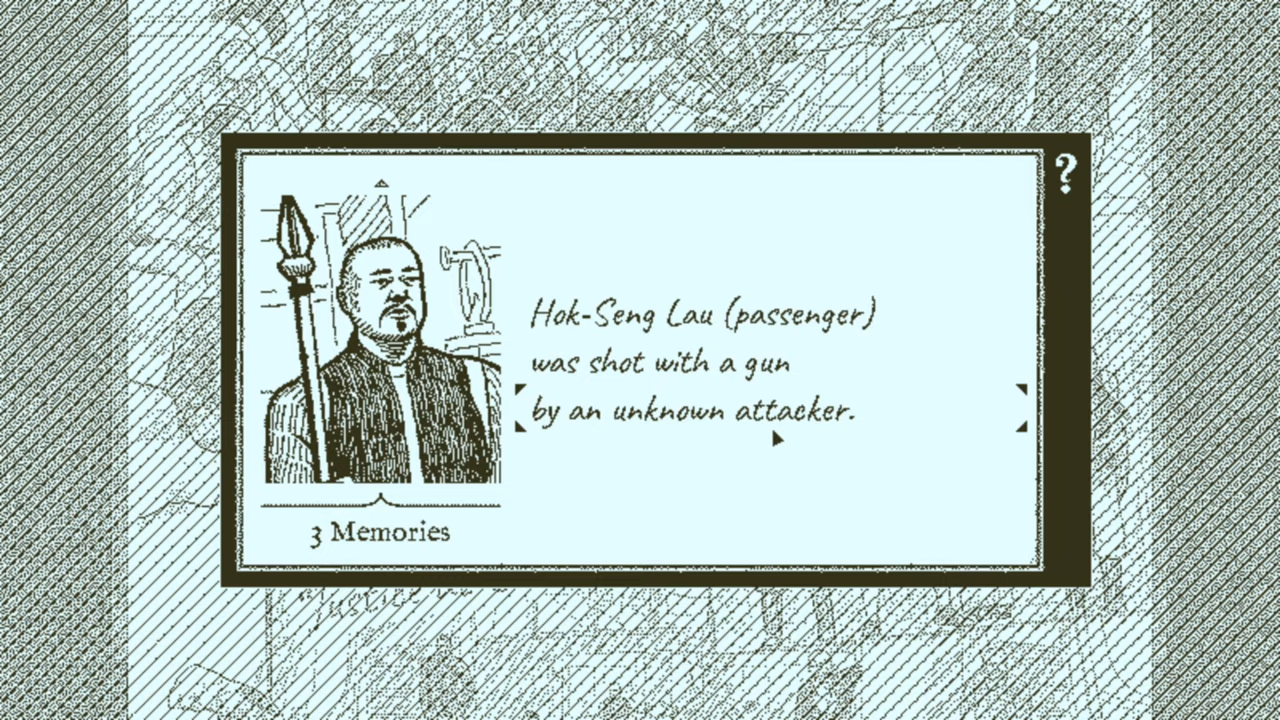 ?
Hok-Seng Lau (passenger)
was shot with a gun
by an unknown attacker.
3 Memories